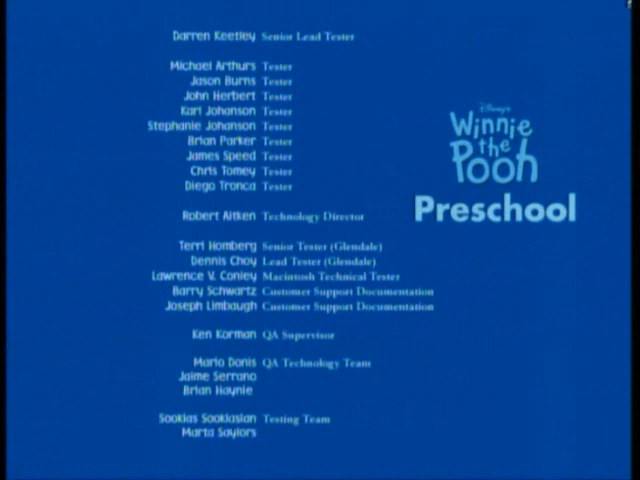 Darren Keetley Senior Lead Tester
Michael Arthurs Tester
Jason Burns Tester
John Herbert Tester
Karl Johanson Tester
Stephanie Johanson Tester
Brian Parker Tester
James Speed Tester
Chris Tomey Tester
Diego Tronca Tester
Robert Aitken Technology Director
Terri Homberg Senior Tester (Glendale)
Dennis Choy Lead Tester (Glendale)
Lawrence V. Conley Macintosh Technical Tester
Barry Schwartz Customer Support Documentation
Joseph Limbaugh Customer Support Documentation
Ken Korman QA Supervisor
Mario Donis QA Technology Team
Jaime Serrano
Brian Haynie
Sookias Sooklasian Testing Team
Marta Saylors
Disney's
Winnie
the
Pooh
Preschool